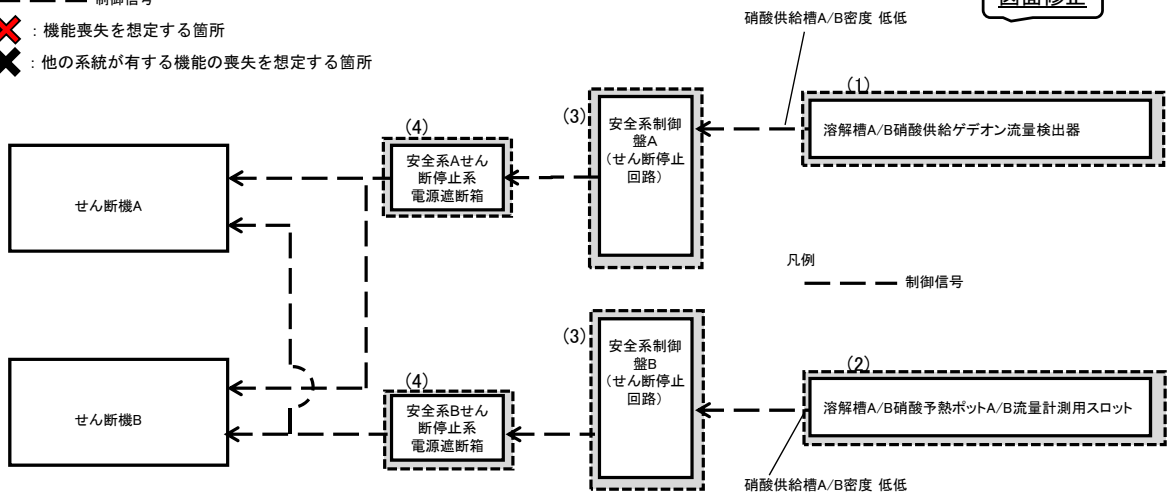 制御信号
：機能喪失を想定する箇所
：他の系統が有する機能の喪失を想定する箇所
図面修正
硝酸供給槽A/B密度 低低
(1)
溶解槽A/B硝酸供給ゲデオン流量検出器
(3)
安全系制御
盤A
（せん断停止
回路）
(4)
安全系Aせん
断停止系
電源遮断箱
せん断機A
凡例
制御信号
(2)
溶解槽A/B硝酸予熱ポットA/B流量計測用スロット
(3)
安全系制御
盤B
（せん断停止
回路）
(4)
安全系Bせん
断停止系
電源遮断箱
せん断機B
硝酸供給槽A/B密度 低低